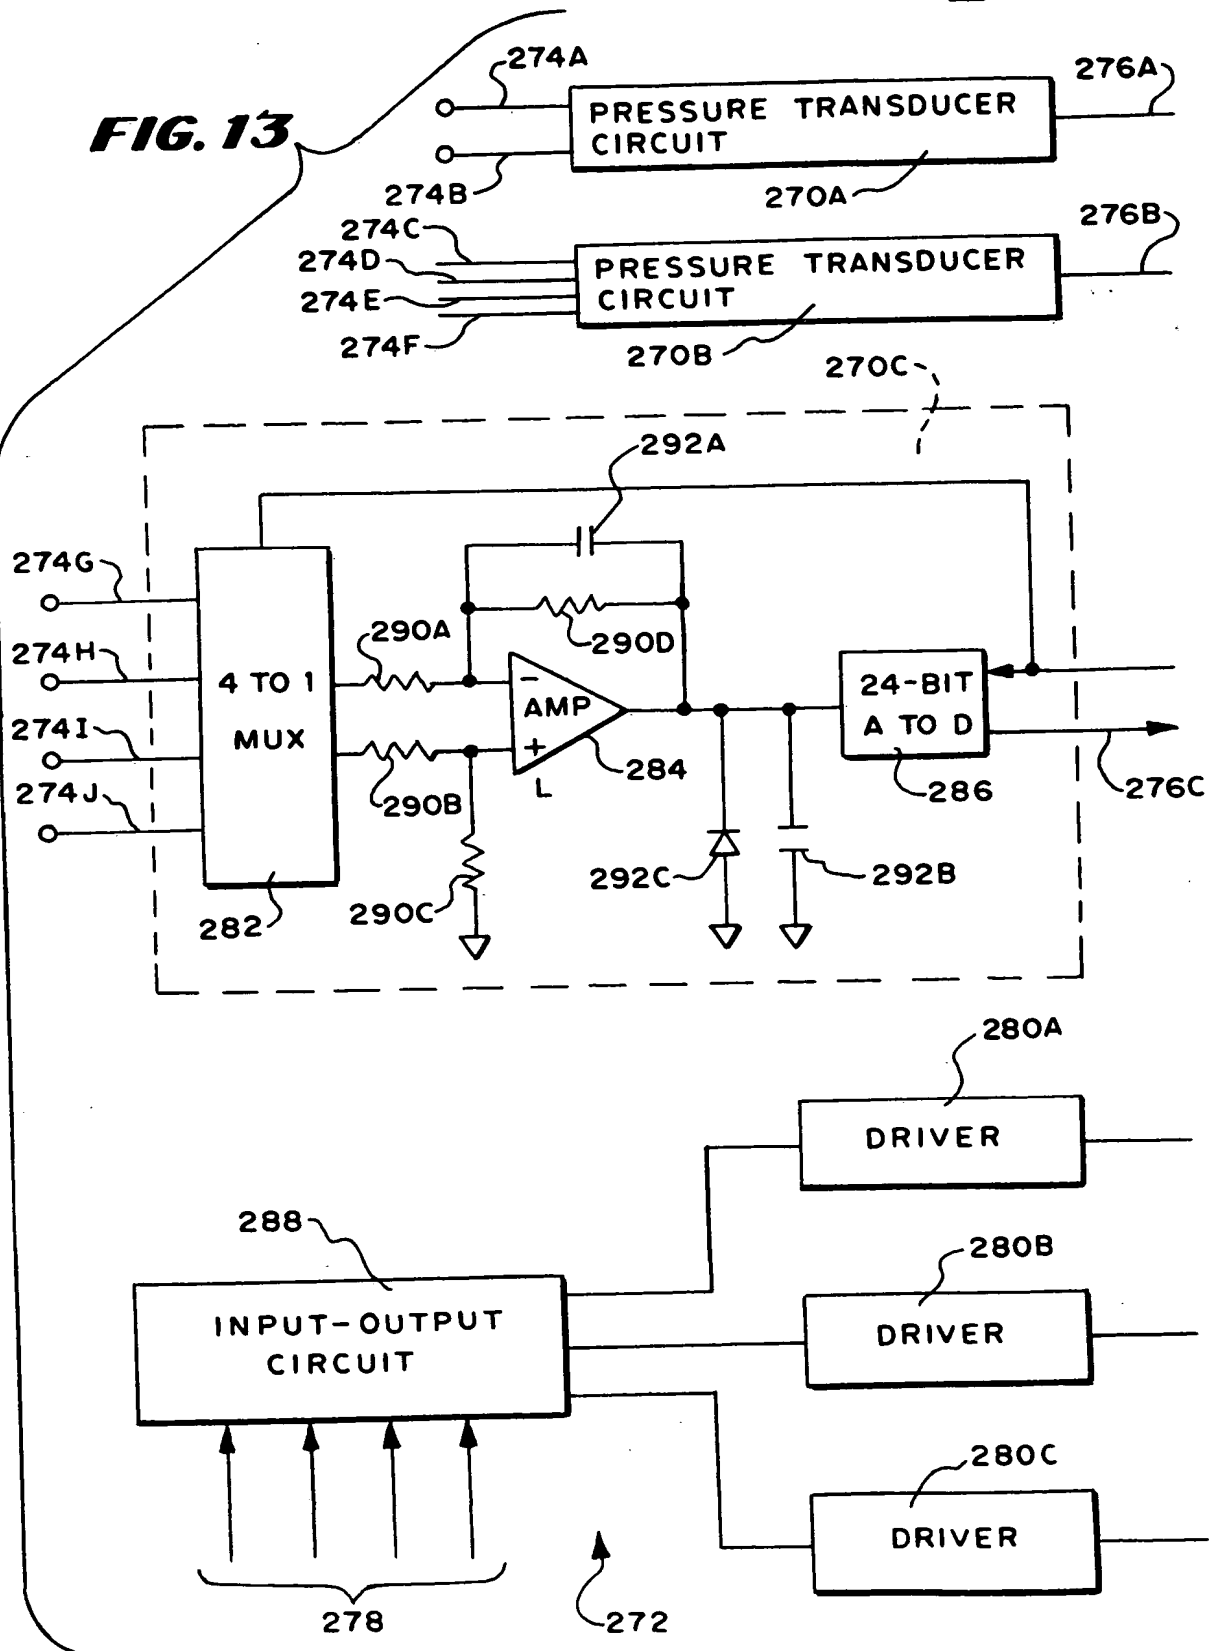 FIG. 13
274A
276A
PRESSURE TRANSDUCER
CIRCUIT
274B
270A
274C
276B
274D
PRESSURE TRANSDUCER
CIRCUIT
274E
274F
270B
270C
292A
274G
290A
290D
274H
4 TO 1
MUX
-
AMP
+
24-BIT
A TO D
274I
284
L
290B
286
276C
274J
292C
292B
290C
282
280A
DRIVER
288
280B
INPUT-OUTPUT
CIRCUIT
DRIVER
280C
DRIVER
278
272